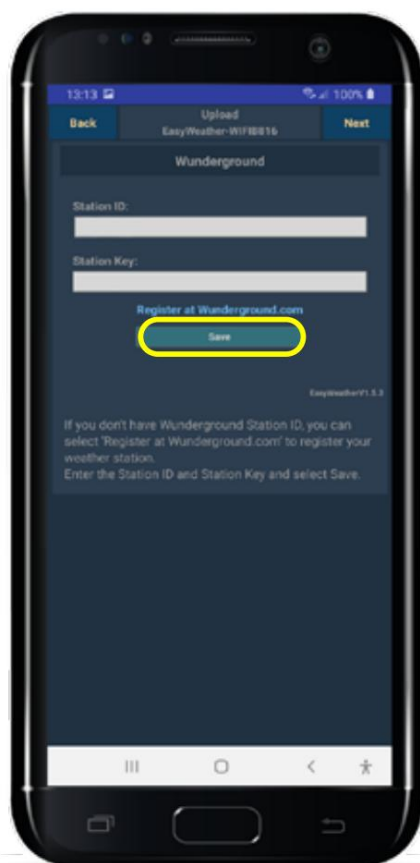 13:13 100%
Back Upload Next
EasyWeather-WIFIB816
Wunderground
Station ID:
Station Key:
Register at Wunderground.com
Save
EasyWeatherV1.5.3
If you don't have Wunderground Station ID, you can
select 'Register at Wunderground.com' to register your
weather station.
Enter the Station ID and Station Key and select Save.